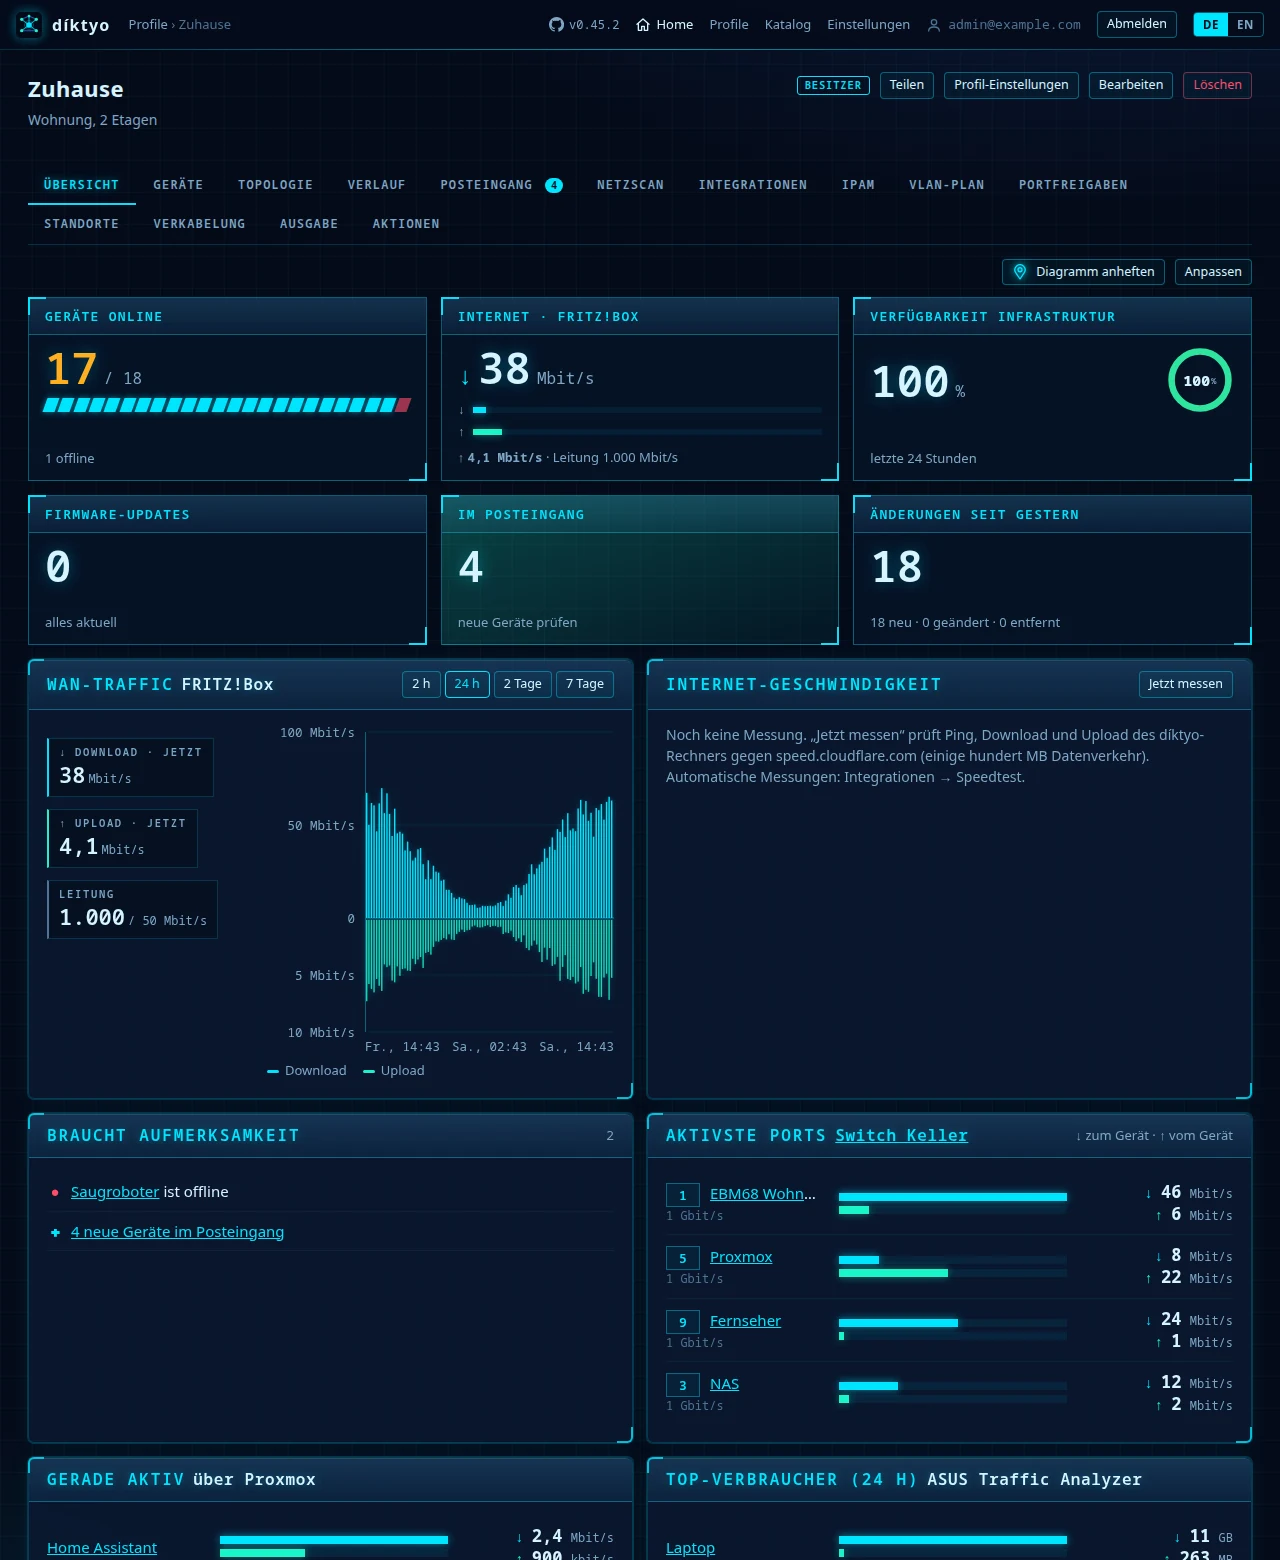 díktyo Profile › Zuhause v0.45.2 Home Profile Katalog Einstellungen admin@example.com Abmelden DE EN
Zuhause
BESITZER Teilen Profil-Einstellungen Bearbeiten Löschen
Wohnung, 2 Etagen
ÜBERSICHT GERÄTE TOPOLOGIE VERLAUF POSTEINGANG 4 NETZSCAN INTEGRATIONEN IPAM VLAN-PLAN PORTFREIGABEN
STANDORTE VERKABELUNG AUSGABE AKTIONEN
Diagramm anheften Anpassen
GERÄTE ONLINE
17 / 18
1 offline
INTERNET · FRITZ!BOX
↓ 38 Mbit/s
↓
↑
↑ 4,1 Mbit/s · Leitung 1.000 Mbit/s
VERFÜGBARKEIT INFRASTRUKTUR
100 %
100%
letzte 24 Stunden
FIRMWARE-UPDATES
0
alles aktuell
IM POSTEINGANG
4
neue Geräte prüfen
ÄNDERUNGEN SEIT GESTERN
18
18 neu · 0 geändert · 0 entfernt
WAN-TRAFFIC FRITZ!Box 2 h 24 h 2 Tage 7 Tage
↓ DOWNLOAD · JETZT
38 Mbit/s
↑ UPLOAD · JETZT
4,1 Mbit/s
LEITUNG
1.000 / 50 Mbit/s
100 Mbit/s
50 Mbit/s
0
5 Mbit/s
10 Mbit/s
Fr., 14:43 Sa., 02:43 Sa., 14:43
Download Upload
INTERNET-GESCHWINDIGKEIT Jetzt messen
Noch keine Messung. „Jetzt messen“ prüft Ping, Download und Upload des díktyo-
Rechners gegen speed.cloudflare.com (einige hundert MB Datenverkehr).
Automatische Messungen: Integrationen → Speedtest.
BRAUCHT AUFMERKSAMKEIT 2
Saugroboter ist offline
4 neue Geräte im Posteingang
AKTIVSTE PORTS Switch Keller ↓ zum Gerät · ↑ vom Gerät
1 EBM68 Wohn… ↓ 46 Mbit/s
1 Gbit/s ↑ 6 Mbit/s
5 Proxmox ↓ 8 Mbit/s
1 Gbit/s ↑ 22 Mbit/s
9 Fernseher ↓ 24 Mbit/s
1 Gbit/s ↑ 1 Mbit/s
3 NAS ↓ 12 Mbit/s
1 Gbit/s ↑ 2 Mbit/s
GERADE AKTIV über Proxmox
Home Assistant ↓ 2,4 Mbit/s
↑ 900 kbit/s
TOP-VERBRAUCHER (24 H) ASUS Traffic Analyzer
Laptop ↓ 11 GB
↑ 263 MB